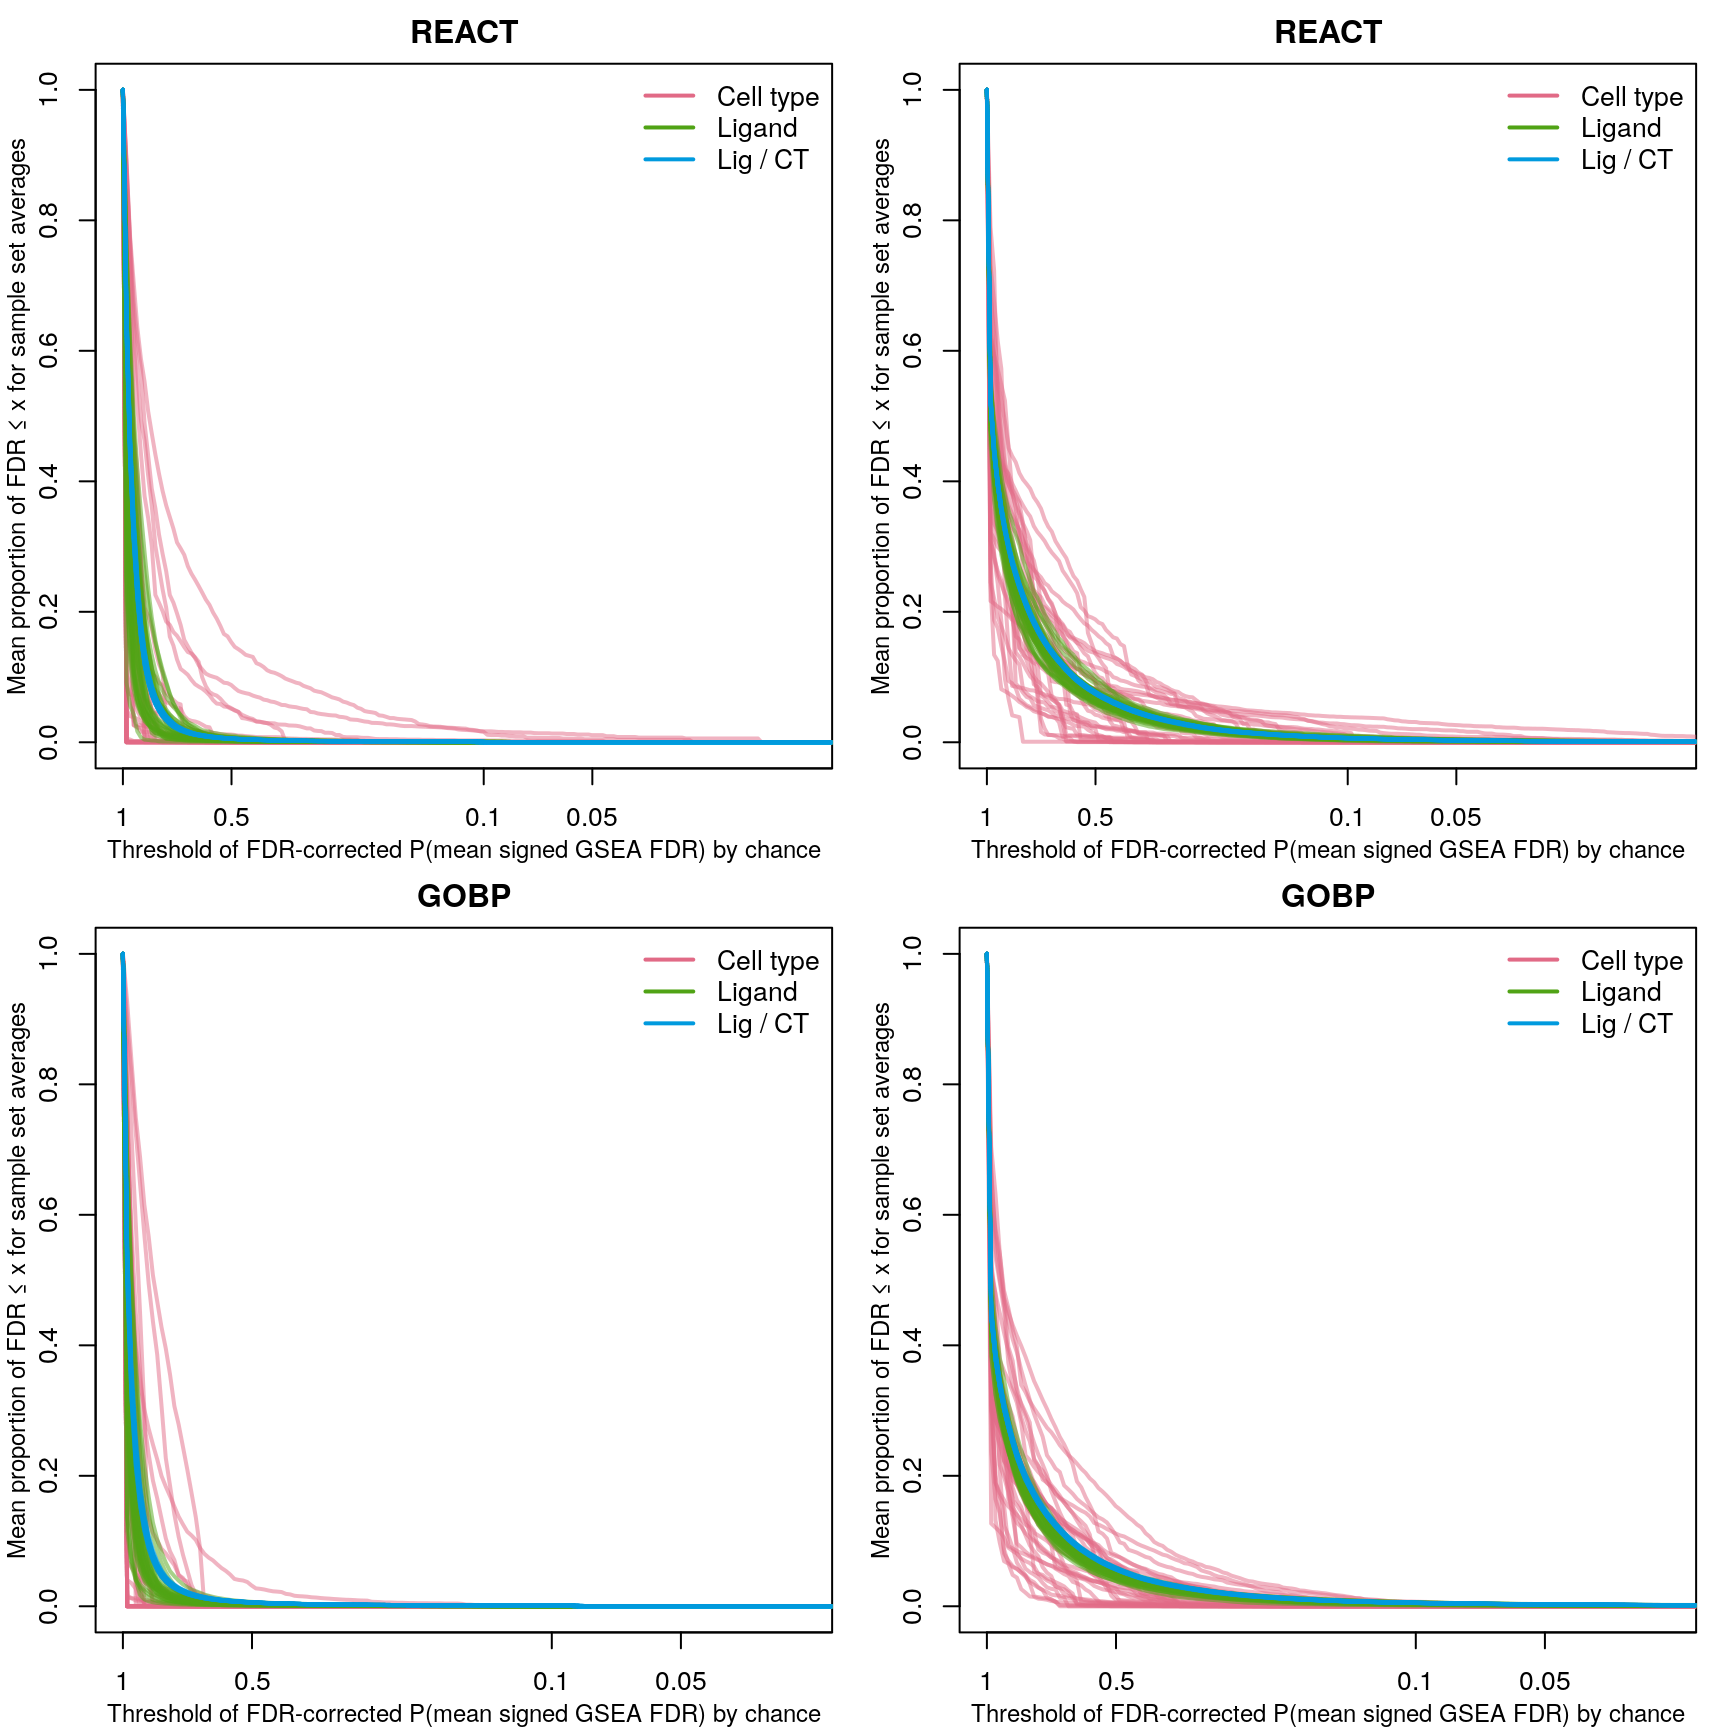 REACT
Mean proportion of FDR ≤ x for sample set averages
1.0
0.8
0.6
0.4
0.2
0.0
Cell type
Ligand
Lig / CT
1 0.5 0.1 0.05
Threshold of FDR-corrected P(mean signed GSEA FDR) by chance
REACT
Mean proportion of FDR ≤ x for sample set averages
1.0
0.8
0.6
0.4
0.2
0.0
Cell type
Ligand
Lig / CT
1 0.5 0.1 0.05
Threshold of FDR-corrected P(mean signed GSEA FDR) by chance
GOBP
Mean proportion of FDR ≤ x for sample set averages
1.0
0.8
0.6
0.4
0.2
0.0
Cell type
Ligand
Lig / CT
1 0.5 0.1 0.05
Threshold of FDR-corrected P(mean signed GSEA FDR) by chance
GOBP
Mean proportion of FDR ≤ x for sample set averages
1.0
0.8
0.6
0.4
0.2
0.0
Cell type
Ligand
Lig / CT
1 0.5 0.1 0.05
Threshold of FDR-corrected P(mean signed GSEA FDR) by chance